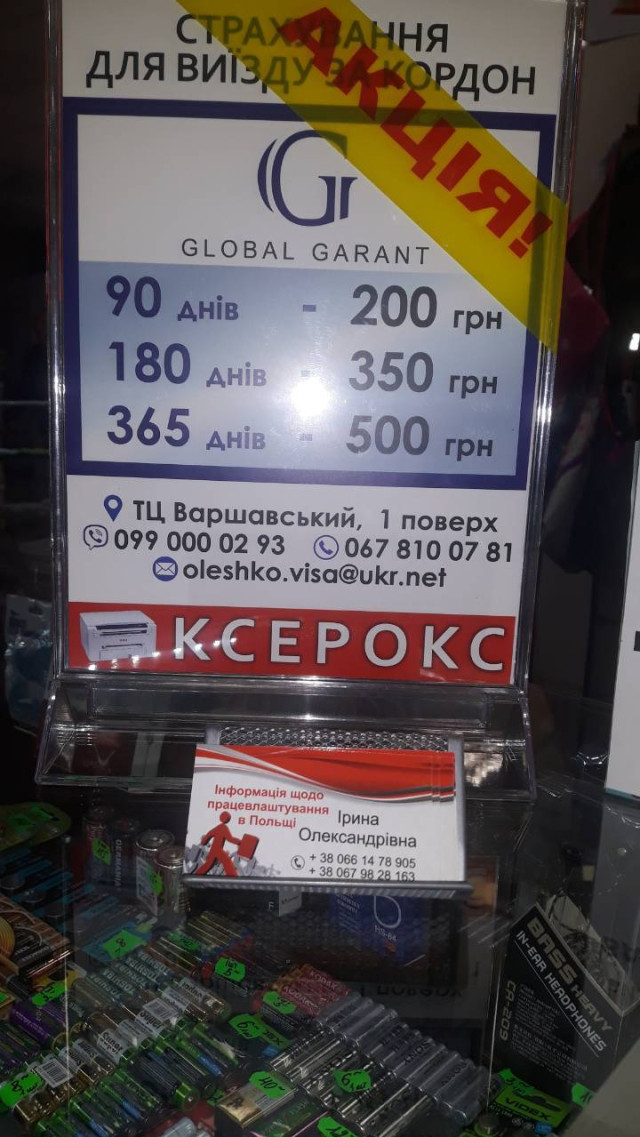 СТРАХУВАННЯ
ДЛЯ ВИЇЗДУ ЗА КОРДОН
АКЦІЯ!
GLOBAL GARANT
90 днів - 200 грн
180 днів - 350 грн
365 днів - 500 грн
ТЦ Варшавський, 1 поверх
099 000 02 93 067 810 07 81
oleshko.visa@ukr.net
КСЕРОКС
Інформація щодо
працевлаштування
в Польщі
Ірина
Олександрівна
+ 38 066 14 78 905
+ 38 067 98 28 163
BASS HEAVY
IN-EAR HEADPHONES
CA-209
VIDEX